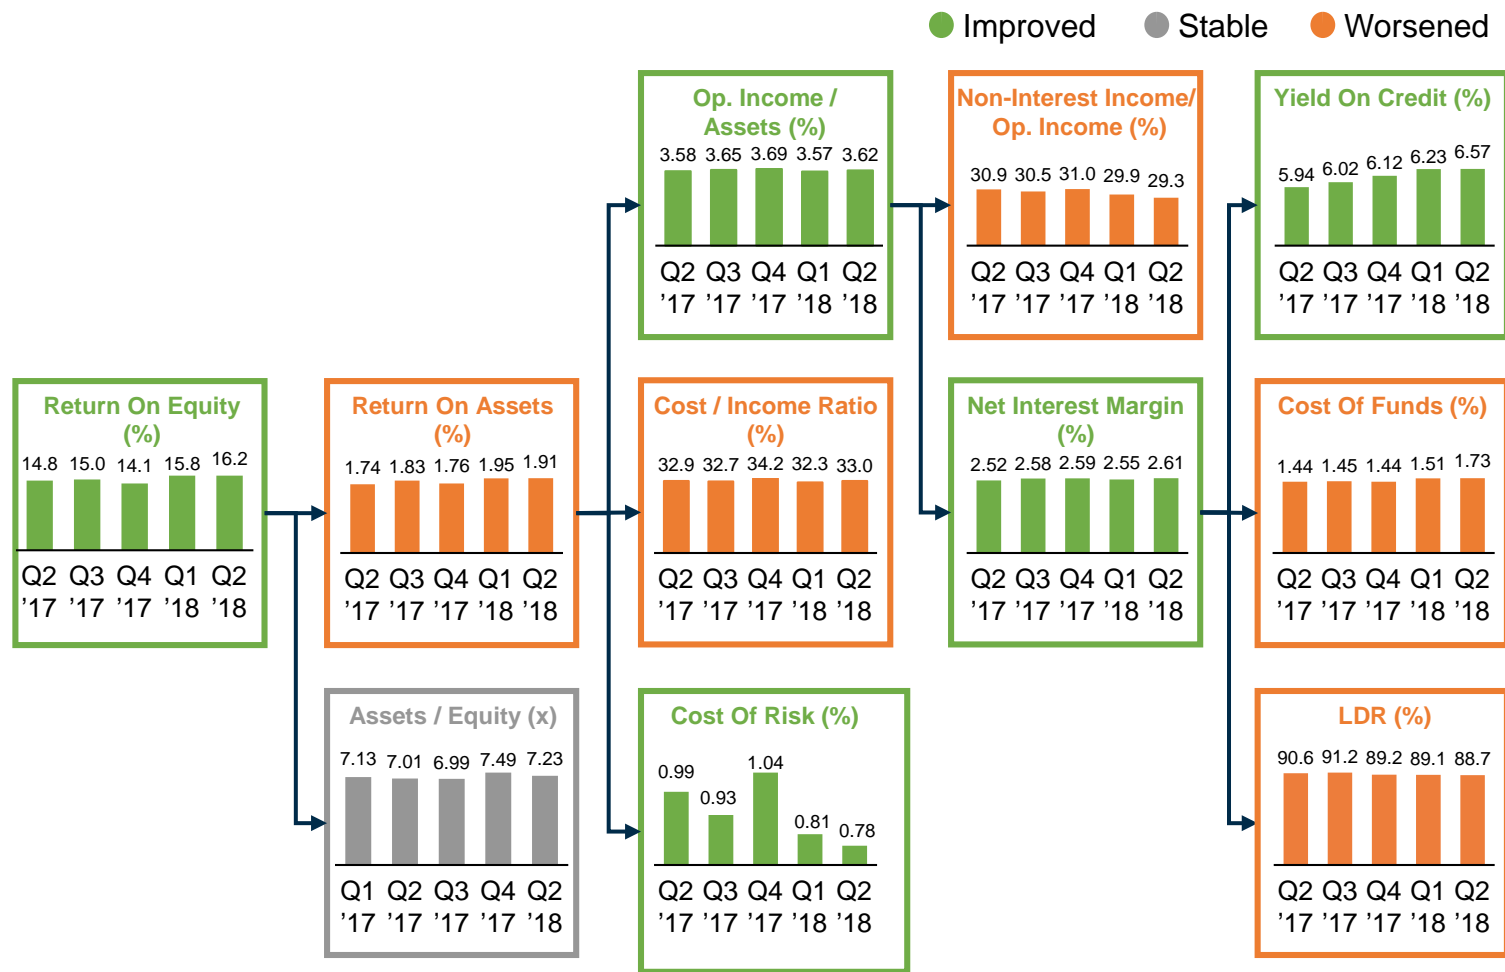 Improved Stable Worsened
Op. Income /
Assets (%)
3.58 3.65 3.69 3.57 3.62
Q2 Q3 Q4 Q1 Q2
’17 ’17 ’17 ’18 ’18
Non-Interest Income/
Op. Income (%)
30.9 30.5 31.0 29.9 29.3
Q2 Q3 Q4 Q1 Q2
’17 ’17 ’17 ’18 ’18
Yield On Credit (%)
5.94 6.02 6.12 6.23 6.57
Q2 Q3 Q4 Q1 Q2
’17 ’17 ’17 ’18 ’18
Return On Equity
(%)
14.8 15.0 14.1 15.8 16.2
Q2 Q3 Q4 Q1 Q2
’17 ’17 ’17 ’18 ’18
Return On Assets
(%)
1.74 1.83 1.76 1.95 1.91
Q2 Q3 Q4 Q1 Q2
’17 ’17 ’17 ’18 ’18
Cost / Income Ratio
(%)
32.9 32.7 34.2 32.3 33.0
Q2 Q3 Q4 Q1 Q2
’17 ’17 ’17 ’18 ’18
Net Interest Margin
(%)
2.52 2.58 2.59 2.55 2.61
Q2 Q3 Q4 Q1 Q2
’17 ’17 ’17 ’18 ’18
Cost Of Funds (%)
1.44 1.45 1.44 1.51 1.73
Q2 Q3 Q4 Q1 Q2
’17 ’17 ’17 ’18 ’18
Assets / Equity (x)
7.13 7.01 6.99 7.49 7.23
Q1 Q2 Q3 Q4 Q2
’17 ’17 ’17 ’17 ’18
Cost Of Risk (%)
0.99 0.93 1.04 0.81 0.78
Q2 Q3 Q4 Q1 Q2
’17 ’17 ’17 ’18 ’18
LDR (%)
90.6 91.2 89.2 89.1 88.7
Q2 Q3 Q4 Q1 Q2
’17 ’17 ’17 ’18 ’18